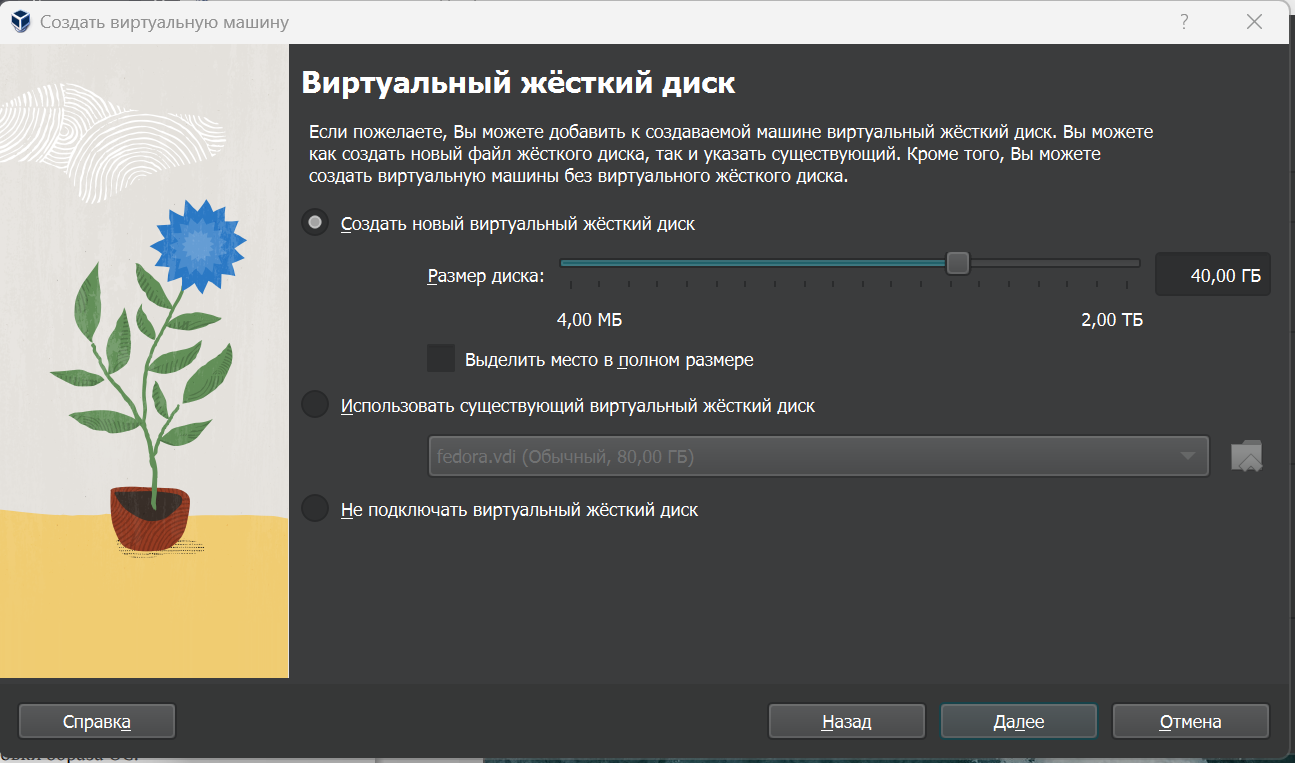 Создать виртуальную машину
?
Виртуальный жёсткий диск
Если пожелаете, Вы можете добавить к создаваемой машине виртуальный жёсткий диск. Вы можете
как создать новый файл жёсткого диска, так и указать существующий. Кроме того, Вы можете
создать виртуальную машины без виртуального жёсткого диска.
Создать новый виртуальный жёсткий диск
Размер диска:
40,00 ГБ
4,00 МБ
2,00 ТБ
Выделить место в полном размере
Использовать существующий виртуальный жёсткий диск
fedora.vdi (Обычный, 80,00 ГБ)
Не подключать виртуальный жёсткий диск
Справка
Назад
Далее
Отмена